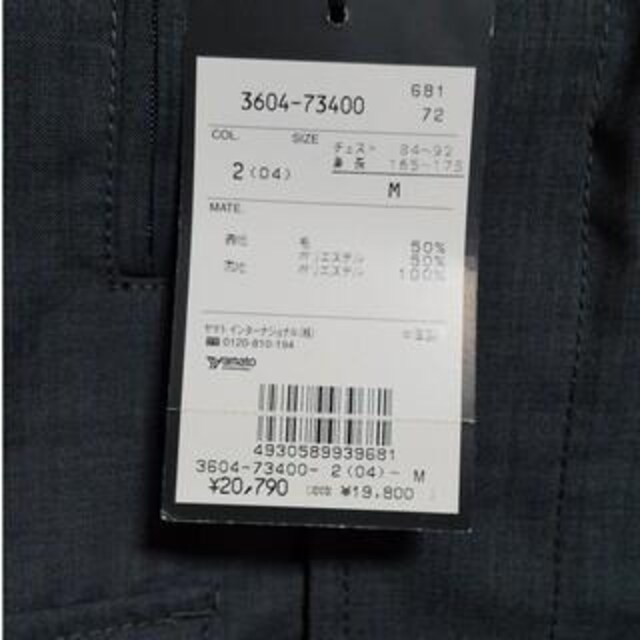 3604-73400
681
72
COL.
SIZE
チェスト 84~92
身長 165~175
2(04)
M
MATE.
表地 毛 50%
ポリエステル 50%
ポリエステル 100%
ヤマト インターナショナル(株)
0120-810-194
Yamato
4930589939681
3604-73400- 2(04)- M
¥20,790
¥19,800